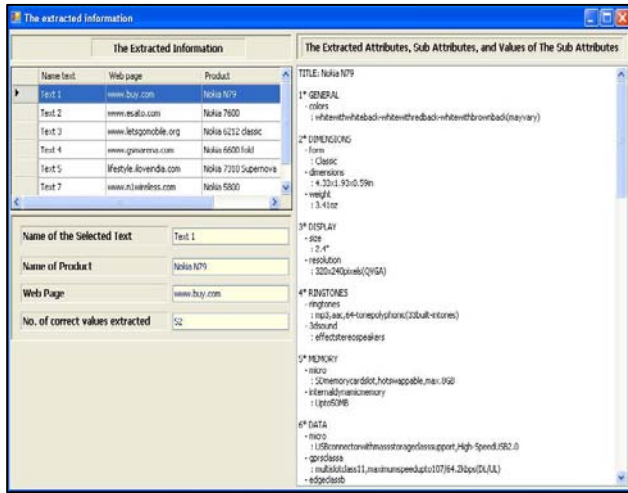 The extracted information
The Extracted Information
Name text Web page Product
Text 1 www.buy.com Nokia N79
Text 2 www.esato.com Nokia 7600
Text 3 www.letsgomobile.org Nokia 6212 classic
Text 4 www.gsmarena.com Nokia 6600 fold
Text 5 lifestyle.iloveindia.com Nokia 7310 Supernova
Text 7 www.n1wireless.com Nokia 5800
Name of the Selected Text Text 1
Name of Product Nokia N79
Web Page www.buy.com
No. of correct values extracted 52
The Extracted Attributes, Sub Attributes, and Values of The Sub Attributes
TITLE: Nokia N79
1* GENERAL
- colors
: whitewithwhiteback-whitewithredback-whitewithbrownback(mayvary)
2* DIMENSIONS
- form
: Classic
- dimensions
: 4.33x1.93x0.59in
- weight
: 3.41oz
3* DISPLAY
- size
: 2.4"
- resolution
: 320x240pixels(QVGA)
4* RINGTONES
- ringtones
: mp3,aac,64-tonepolyphonic(33built-intones)
- 3dsound
: effectstereospeakers
5* MEMORY
- micro
: SDmemorycardslot,hotswappable,max.8GB
- internaldynamicmemory
: Upto50MB
6* DATA
- micro
: USBconnectorwithmassstorageclasssupport,High-SpeedUSB2.0
- gprsclassa
: multislotclass11,maximumspeedupto107/64.2kbps(DL/UL)
- edgeclassb